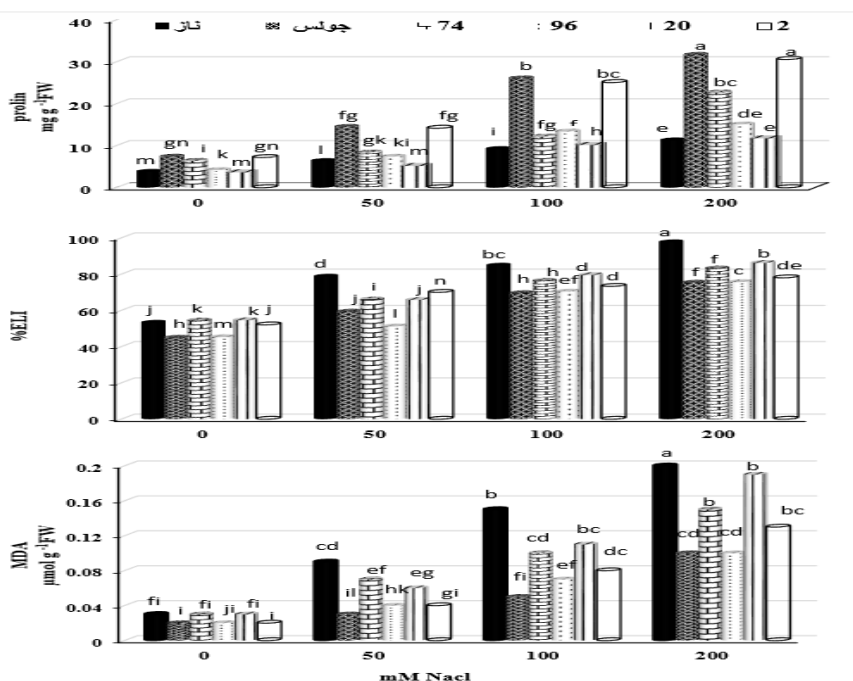 ناز جولس 74 96 20 2
40
a a
prolin
mg g⁻¹FW
30
b bc
bc
20
fg fg
de
fg f
10
gn i k m gn
m
l gk ki m
i h
e e
0
0 50 100 200
100
a
bc
d
80
j i j n
h h ef d d
f f c b de
%ELI
60
j h k m k j
l
40
20
0
0 50 100 200
0.2
a
b b
0.16
b
bc
MDA
µmol g⁻¹FW
0.12
cd
cd bc
cd cd
0.08
ef eg
fi ef dc
0.04
fi i fi ji fi i
il hk gi
0
0 50 100 200
mM Nacl